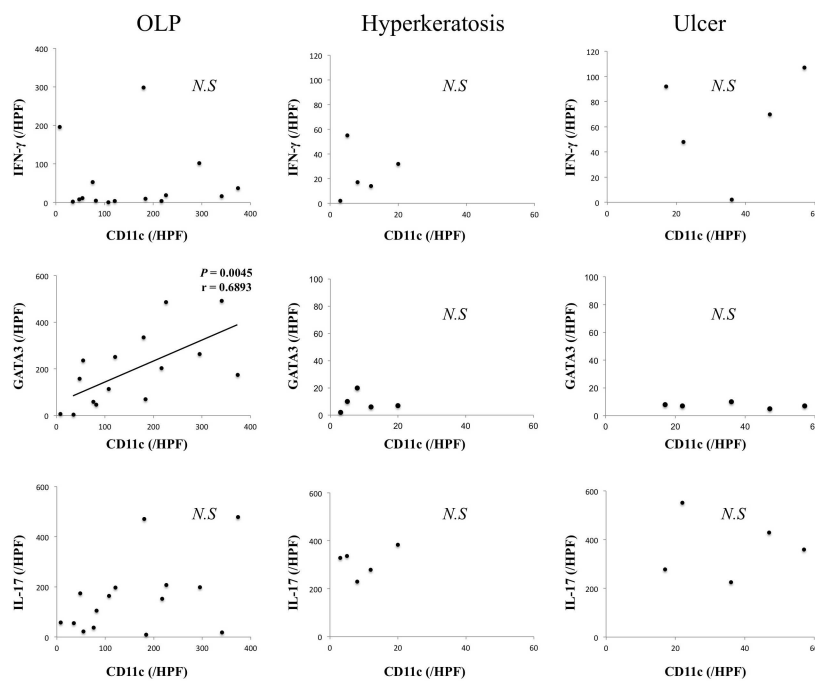 OLP
Hyperkeratosis
Ulcer
400
300
200
100
0
0 100 200 300 400
IFN-γ (/HPF)
CD11c (/HPF)
N.S
120
100
80
60
40
20
0
0 20 40 60
IFN-γ (/HPF)
CD11c (/HPF)
N.S
120
100
80
60
40
20
0
0 20 40 60
IFN-γ (/HPF)
CD11c (/HPF)
N.S
600
400
200
0
0 100 200 300 400
GATA3 (/HPF)
CD11c (/HPF)
P = 0.0045
r = 0.6893
100
80
60
40
20
0
0 20 40 60
GATA3 (/HPF)
CD11c (/HPF)
N.S
100
80
60
40
20
0
0 20 40 60
GATA3 (/HPF)
CD11c (/HPF)
N.S
600
400
200
0
0 100 200 300 400
IL-17 (/HPF)
CD11c (/HPF)
N.S
600
400
200
0
0 20 40 60
IL-17 (/HPF)
CD11c (/HPF)
N.S
600
400
200
0
0 20 40 60
IL-17 (/HPF)
CD11c (/HPF)
N.S